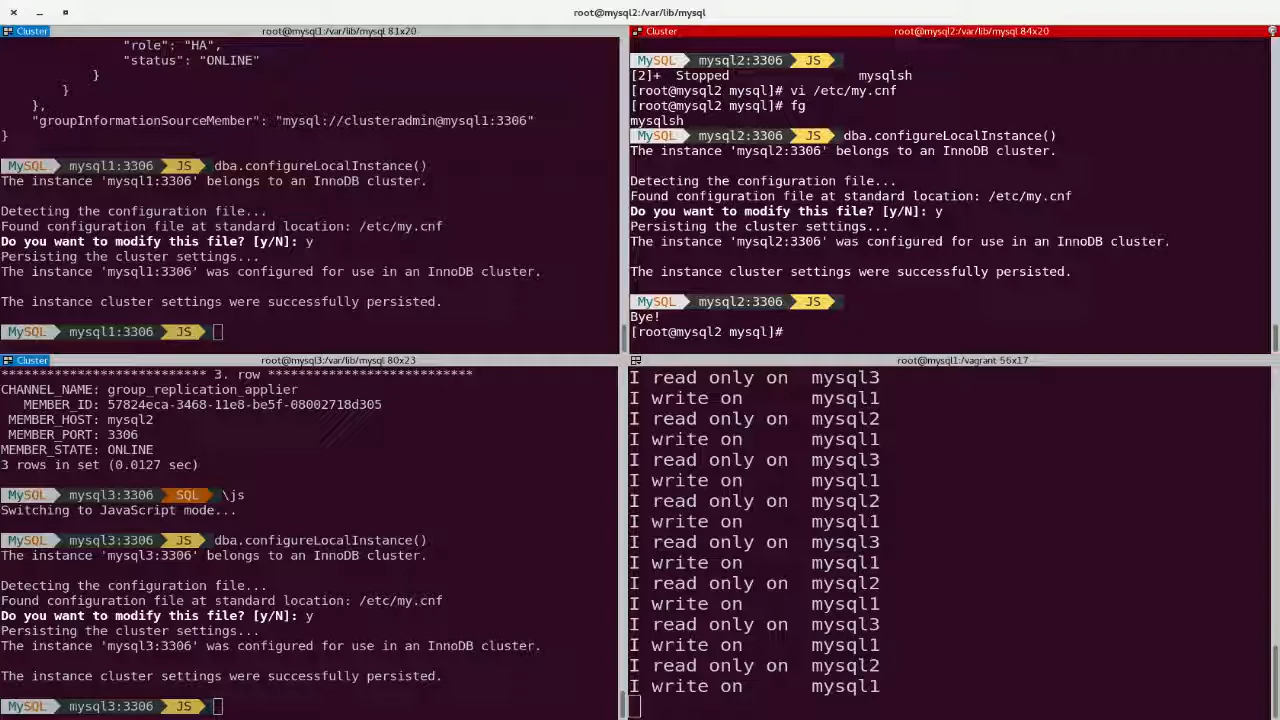 root@mysql2:/var/lib/mysql
Cluster
root@mysql1:/var/lib/mysql 81x20
"role": "HA",
"status": "ONLINE"
}
}
},
"groupInformationSourceMember": "mysql://clusteradmin@mysql1:3306"
}
MySQL mysql1:3306 JS dba.configureLocalInstance()
The instance 'mysql1:3306' belongs to an InnoDB cluster.
Detecting the configuration file...
Found configuration file at standard location: /etc/my.cnf
Do you want to modify this file? [y/N]: y
Persisting the cluster settings...
The instance 'mysql1:3306' was configured for use in an InnoDB cluster.
The instance cluster settings were successfully persisted.
MySQL mysql1:3306 JS
Cluster
root@mysql2:/var/lib/mysql 84x20
MySQL mysql2:3306 JS
[2]+  Stopped                 mysqlsh
[root@mysql2 mysql]# vi /etc/my.cnf
[root@mysql2 mysql]# fg
mysqlsh
MySQL mysql2:3306 JS dba.configureLocalInstance()
The instance 'mysql2:3306' belongs to an InnoDB cluster.
Detecting the configuration file...
Found configuration file at standard location: /etc/my.cnf
Do you want to modify this file? [y/N]: y
Persisting the cluster settings...
The instance 'mysql2:3306' was configured for use in an InnoDB cluster.
The instance cluster settings were successfully persisted.
MySQL mysql2:3306 JS
Bye!
[root@mysql2 mysql]#
Cluster
root@mysql3:/var/lib/mysql 80x23
*************************** 3. row ***************************
CHANNEL_NAME: group_replication_applier
MEMBER_ID: 57824eca-3468-11e8-be5f-08002718d305
MEMBER_HOST: mysql2
MEMBER_PORT: 3306
MEMBER_STATE: ONLINE
3 rows in set (0.0127 sec)
MySQL mysql3:3306 SQL \js
Switching to JavaScript mode...
MySQL mysql3:3306 JS dba.configureLocalInstance()
The instance 'mysql3:3306' belongs to an InnoDB cluster.
Detecting the configuration file...
Found configuration file at standard location: /etc/my.cnf
Do you want to modify this file? [y/N]: y
Persisting the cluster settings...
The instance 'mysql3:3306' was configured for use in an InnoDB cluster.
The instance cluster settings were successfully persisted.
MySQL mysql3:3306 JS
root@mysql1:/vagrant 56x17
I read only on mysql3
I write on mysql1
I read only on mysql2
I write on mysql1
I read only on mysql3
I write on mysql1
I read only on mysql2
I write on mysql1
I read only on mysql3
I write on mysql1
I read only on mysql2
I write on mysql1
I read only on mysql3
I write on mysql1
I read only on mysql2
I write on mysql1